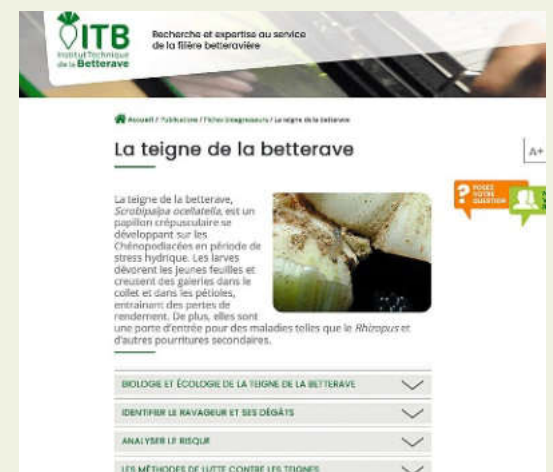 ITB
Institut Technique
de la Betterave
Recherche et expertise au service
de la filière betteravière
Accueil / Publications / Fiches bioagresseurs / La teigne de la betterave
La teigne de la betterave
A+
POSEZ
VOTRE
QUESTION
La teigne de la betterave,
Scrobipalpa ocellatella, est un
papillon crépusculaire se
développant sur les
Chénopodiacées en période de
stress hydrique. Les larves
dévorent les jeunes feuilles et
creusent des galeries dans le
collet et dans les pétioles,
entrainant des pertes de
rendement. De plus, elles sont
une porte d'entrée pour des maladies telles que le Rhizopus et
d'autres pourritures secondaires.
BIOLOGIE ET ÉCOLOGIE DE LA TEIGNE DE LA BETTERAVE
IDENTIFIER LE RAVAGEUR ET SES DÉGÂTS
ANALYSER LE RISQUE
LES MÉTHODES DE LUTTE CONTRE LES TEIGNES